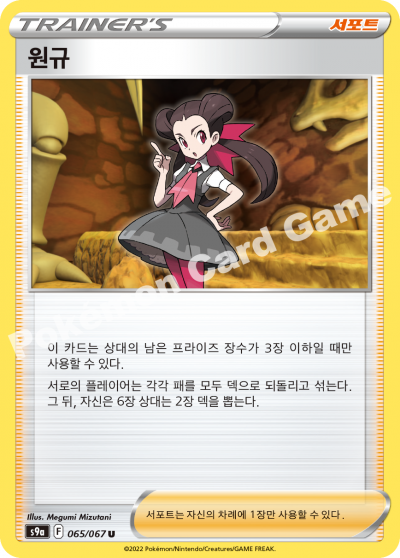 TRAINER'S
서포트
원규
이 카드는 상대의 남은 프라이즈 장수가 3장 이하일 때만
사용할 수 있다.
서로의 플레이어는 각각 패를 모두 덱으로 되돌리고 섞는다.
그 뒤, 자신은 6장 상대는 2장 덱을 뽑는다.
Pokémon Card Game
Illus. Megumi Mizutani
s9a F 065/067 U
서포트는 자신의 차례에 1장만 사용할 수 있다.
©2022 Pokémon/Nintendo/Creatures/GAME FREAK.